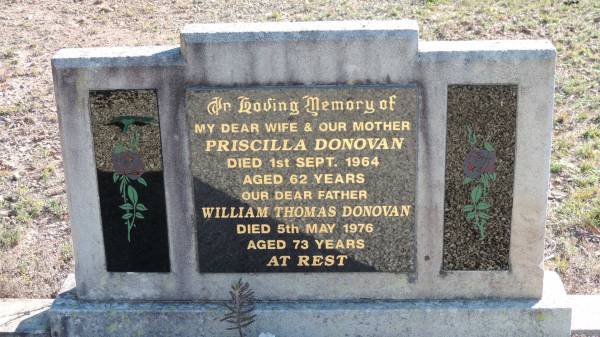 In Loving Memory of
MY DEAR WIFE & OUR MOTHER
PRISCILLA DONOVAN
DIED 1st SEPT. 1964
AGED 62 YEARS
OUR DEAR FATHER
WILLIAM THOMAS DONOVAN
DIED 5th MAY 1976
AGED 73 YEARS
AT REST